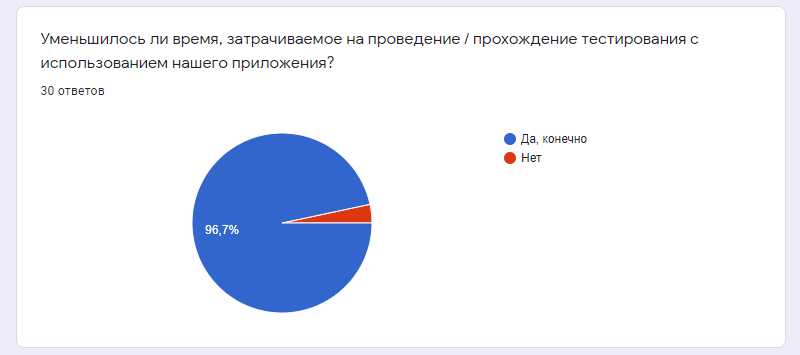 Уменьшилось ли время, затрачиваемое на проведение / прохождение тестирования с
использованием нашего приложения?
30 ответов
Да, конечно
Нет
96,7%